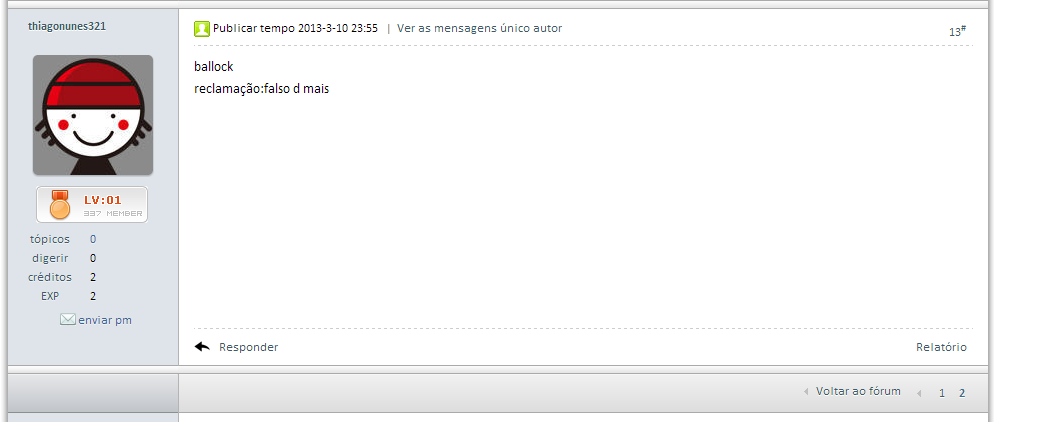 thiagonunes321
LV:01
337 MEMBER
tópicos 0
digerir 0
créditos 2
EXP 2
enviar pm
Publicar tempo 2013-3-10 23:55 | Ver as mensagens único autor
13#
ballock
reclamação:falso d mais
Responder
Relatório
Voltar ao fórum 1 2